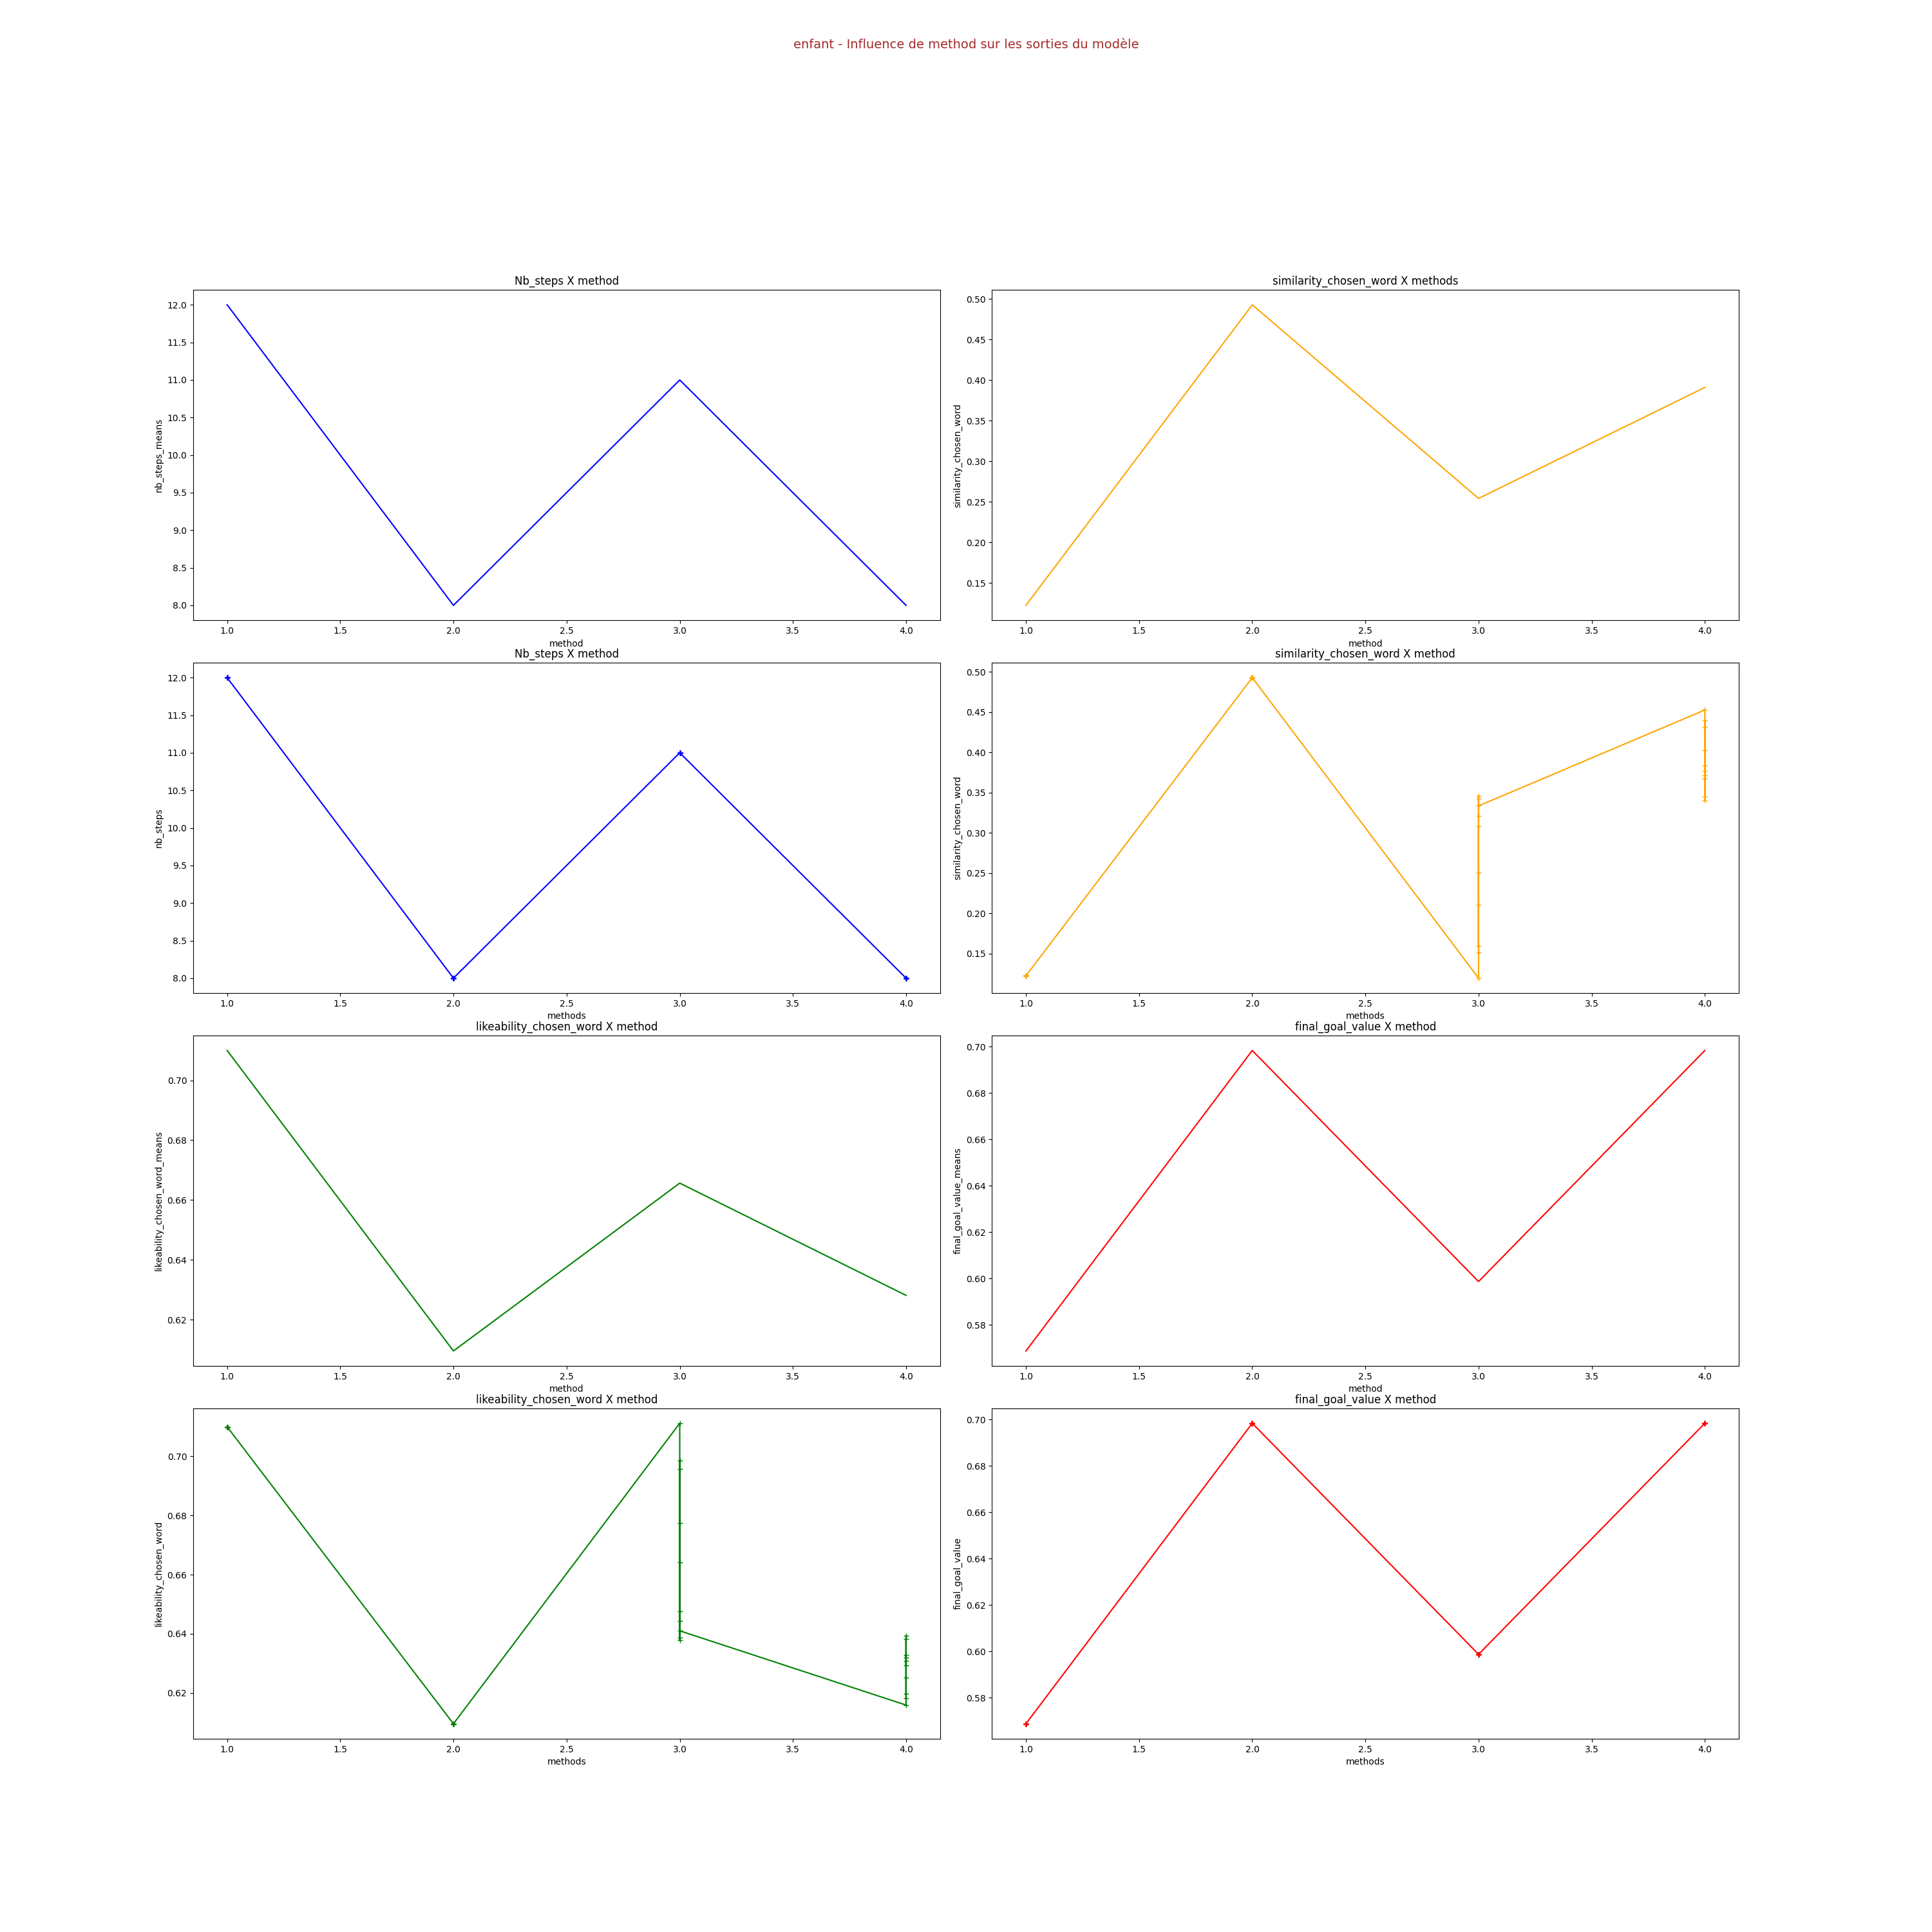 enfant - Influence de method sur les sorties du modèle
Nb_steps X method
nb_steps_means
12.0
11.5
11.0
10.5
10.0
9.5
9.0
8.5
8.0
1.0 1.5 2.0 2.5 3.0 3.5 4.0
method
similarity_chosen_word X methods
similarity_chosen_word
0.50
0.45
0.40
0.35
0.30
0.25
0.20
0.15
1.0 1.5 2.0 2.5 3.0 3.5 4.0
method
Nb_steps X method
nb_steps
12.0
11.5
11.0
10.5
10.0
9.5
9.0
8.5
8.0
1.0 1.5 2.0 2.5 3.0 3.5 4.0
methods
similarity_chosen_word X method
similarity_chosen_word
0.50
0.45
0.40
0.35
0.30
0.25
0.20
0.15
1.0 1.5 2.0 2.5 3.0 3.5 4.0
methods
likeability_chosen_word X method
likeability_chosen_word_means
0.70
0.68
0.66
0.64
0.62
1.0 1.5 2.0 2.5 3.0 3.5 4.0
method
final_goal_value X method
final_goal_value_means
0.70
0.68
0.66
0.64
0.62
0.60
0.58
1.0 1.5 2.0 2.5 3.0 3.5 4.0
method
likeability_chosen_word X method
likeability_chosen_word
0.70
0.68
0.66
0.64
0.62
1.0 1.5 2.0 2.5 3.0 3.5 4.0
methods
final_goal_value X method
final_goal_value
0.70
0.68
0.66
0.64
0.62
0.60
0.58
1.0 1.5 2.0 2.5 3.0 3.5 4.0
methods